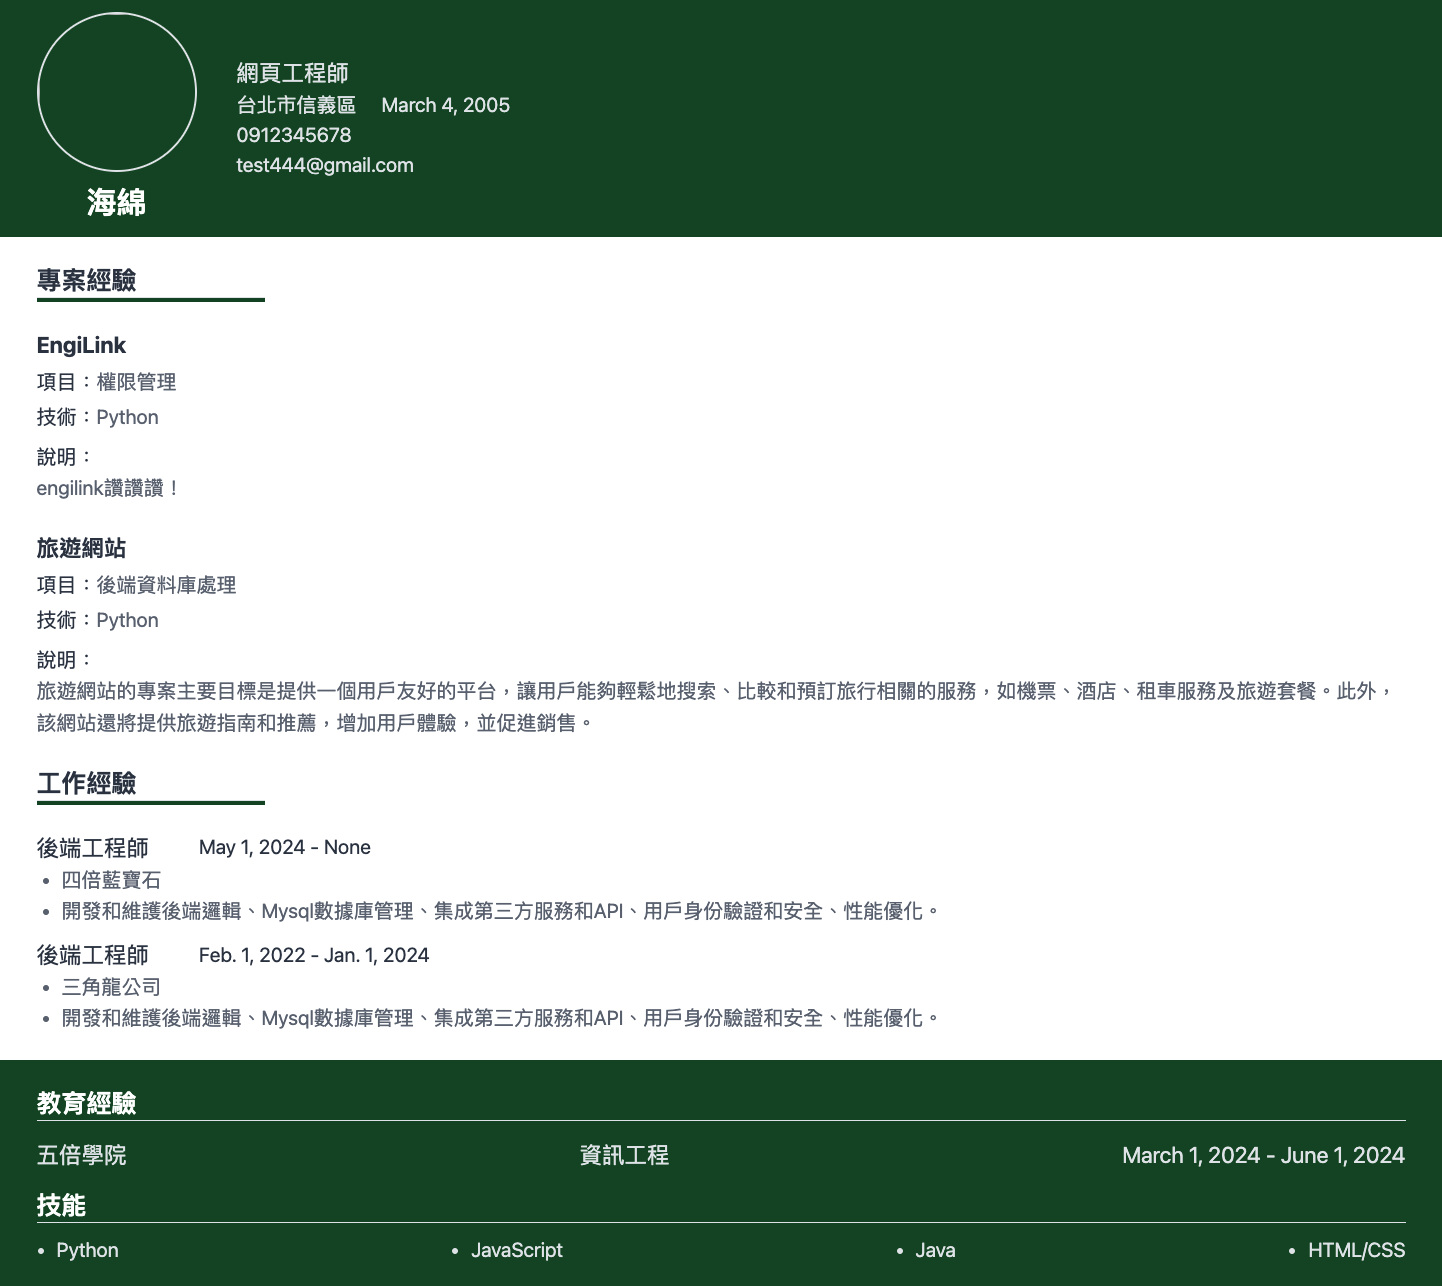 網頁工程師
台北市信義區 March 4, 2005
0912345678
test444@gmail.com
海綿
專案經驗
EngiLink
項目：權限管理
技術：Python
說明：
engilink讚讚讚！
旅遊網站
項目：後端資料庫處理
技術：Python
說明：
旅遊網站的專案主要目標是提供一個用戶友好的平台，讓用戶能夠輕鬆地搜索、比較和預訂旅行相關的服務，如機票、酒店、租車服務及旅遊套餐。此外，
該網站還將提供旅遊指南和推薦，增加用戶體驗，並促進銷售。
工作經驗
後端工程師 May 1, 2024 - None
• 四倍藍寶石
• 開發和維護後端邏輯、Mysql數據庫管理、集成第三方服務和API、用戶身份驗證和安全、性能優化。
後端工程師 Feb. 1, 2022 - Jan. 1, 2024
• 三角龍公司
• 開發和維護後端邏輯、Mysql數據庫管理、集成第三方服務和API、用戶身份驗證和安全、性能優化。
教育經驗
五倍學院 資訊工程 March 1, 2024 - June 1, 2024
技能
• Python • JavaScript • Java • HTML/CSS